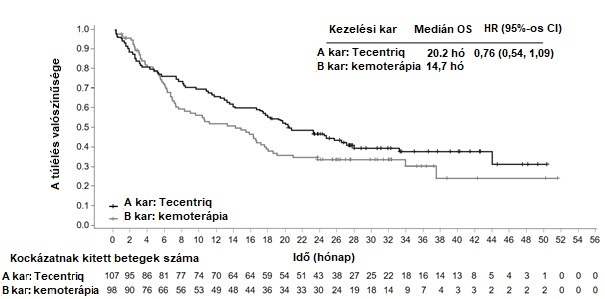 Kezelési kar Medián OS HR (95%-os CI)
A kar: Tecentriq 20.2 hó 0,76 (0,54, 1,09)
B kar: kemoterápia 14,7 hó
A túlélés valószínűsége
1.0
0.9
0.8
0.7
0.6
0.5
0.4
0.3
0.2
0.1
0.0
A kar: Tecentriq
B kar: kemoterápia
0 2 4 6 8 10 12 14 16 18 20 22 24 26 28 30 32 34 36 38 40 42 44 46 48 50 52 54 56
Kockázatnak kitett betegek száma Idő (hónap)
A kar: Tecentriq 107 95 86 81 77 74 70 64 64 59 54 51 43 38 27 25 22 18 16 14 13 8 5 4 3 1 0 0 0
B kar: kemoterápia 98 90 76 66 56 53 49 48 44 36 34 33 30 24 19 18 14 9 7 4 3 3 2 2 2 2 0 0 0